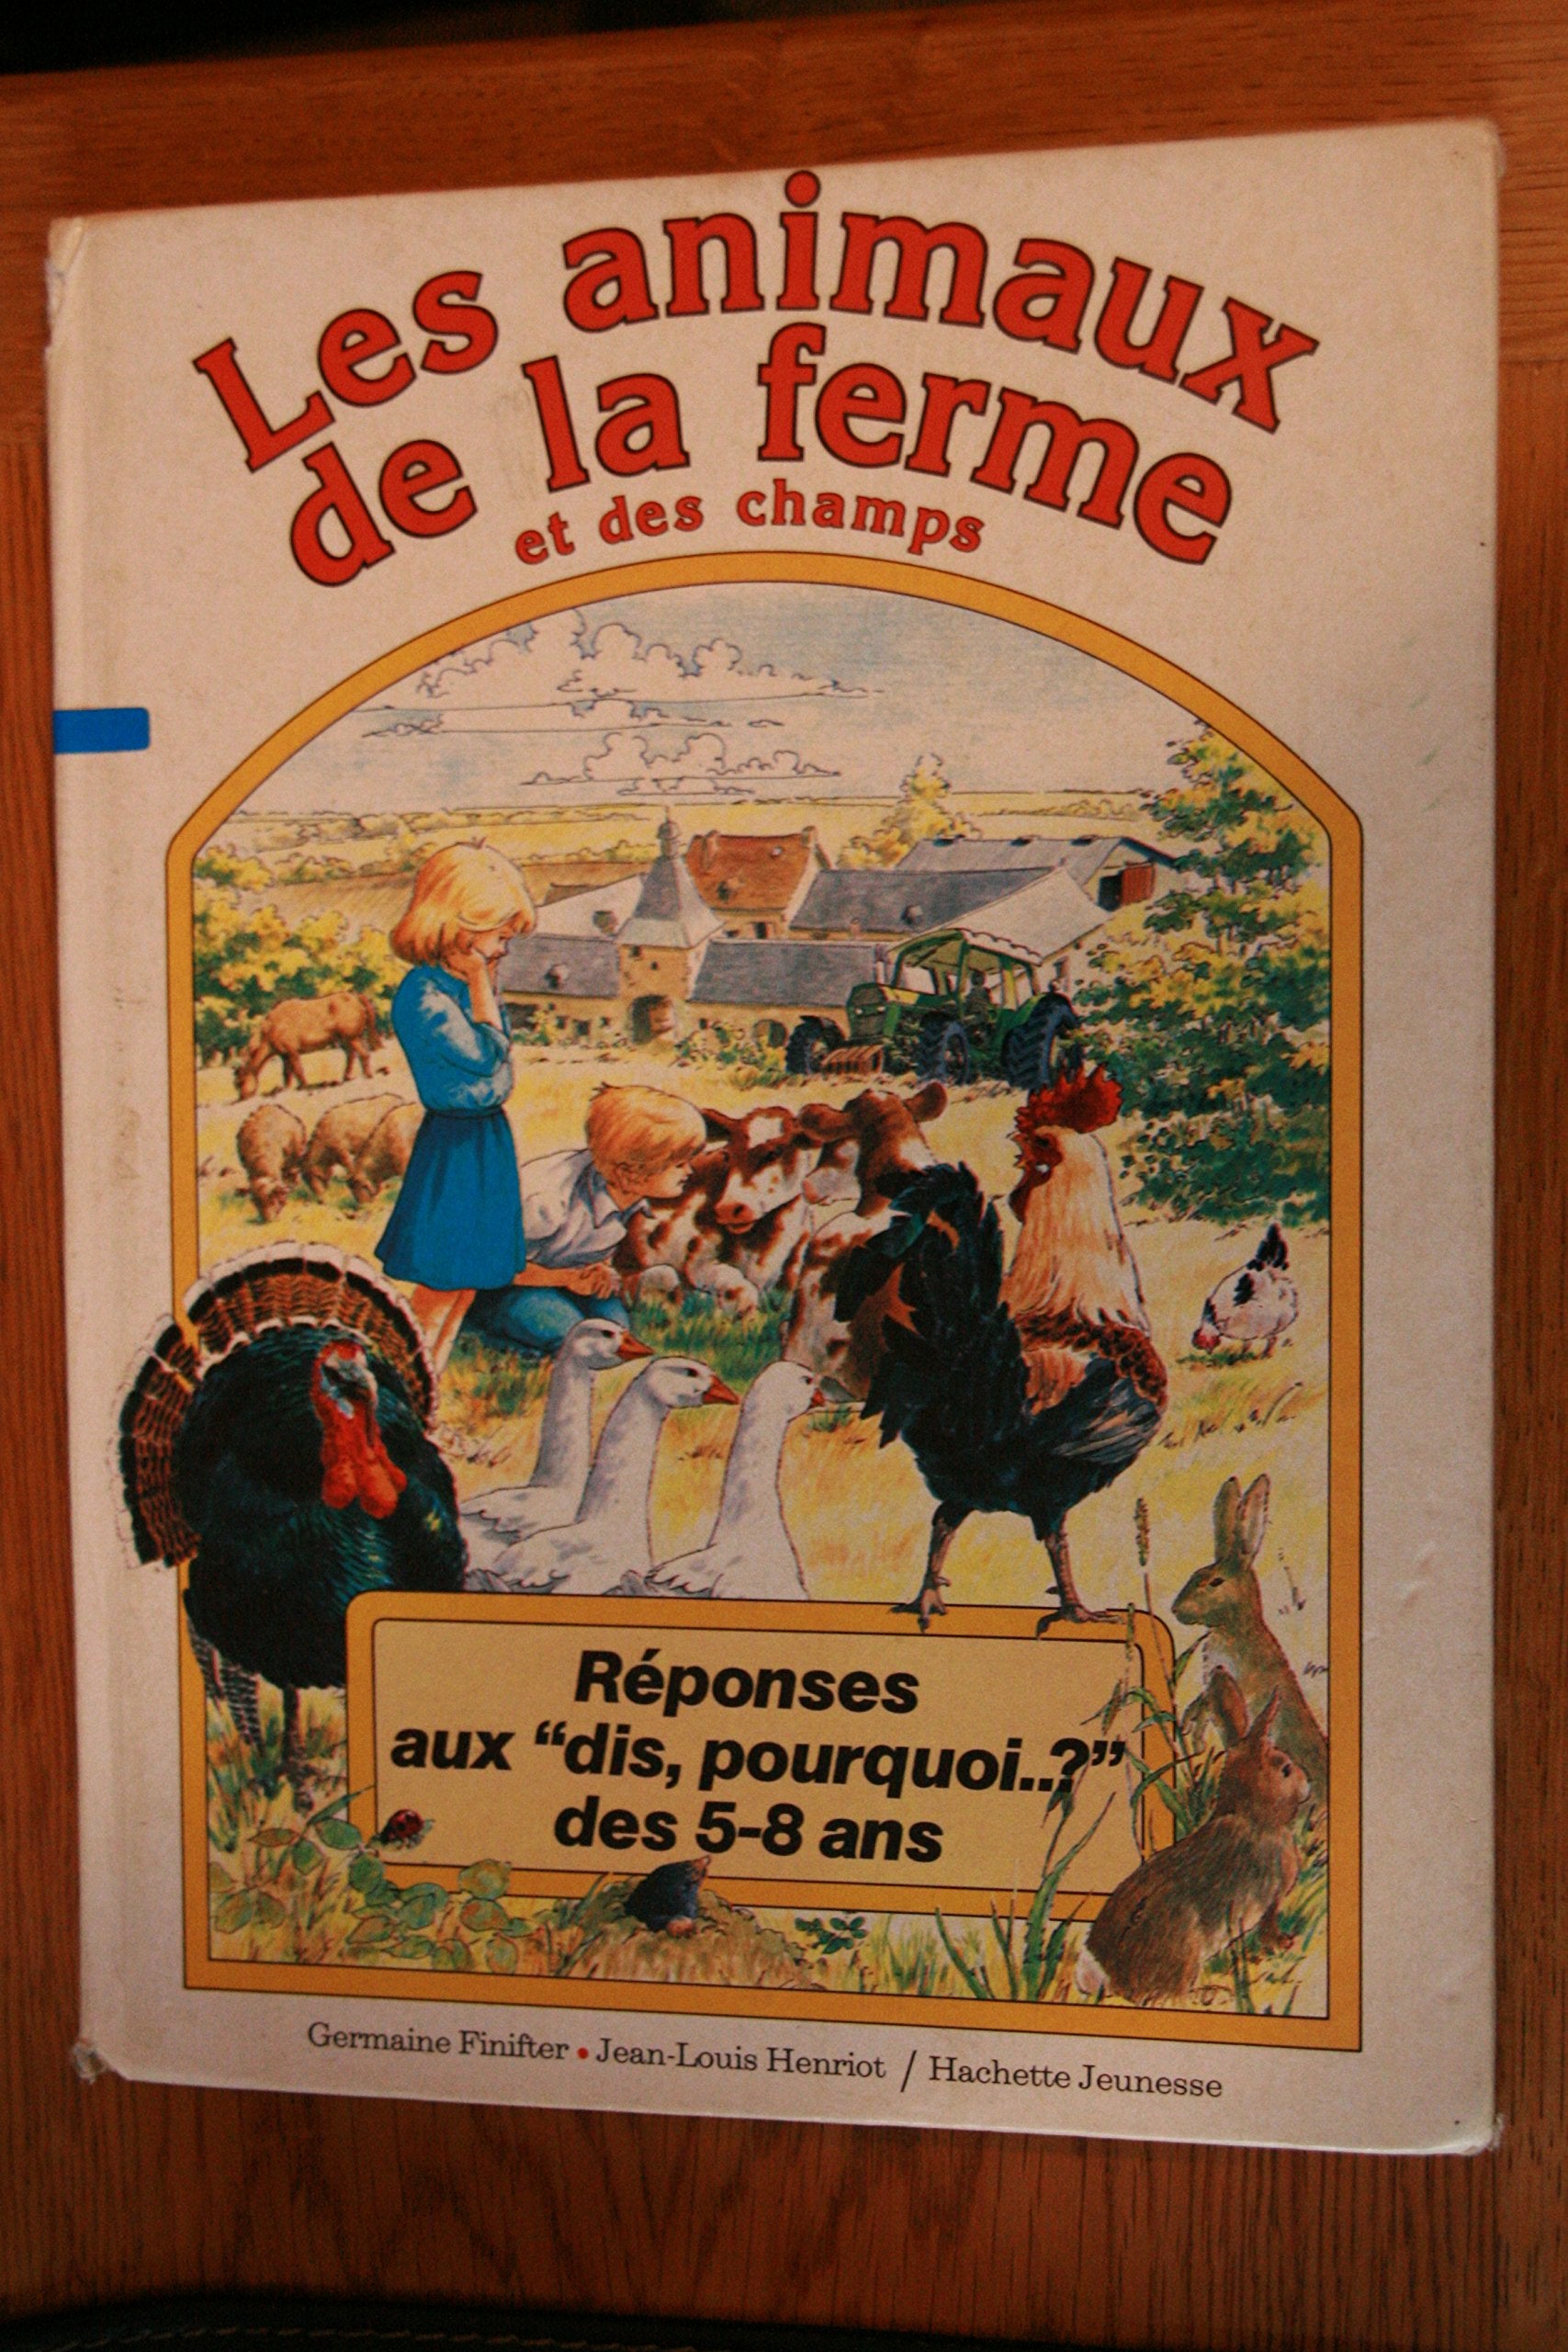 Les animaux
de la ferme
et des champs
Réponses
aux “dis, pourquoi..?”
des 5-8 ans
Germaine Finifter • Jean-Louis Henriot / Hachette Jeunesse